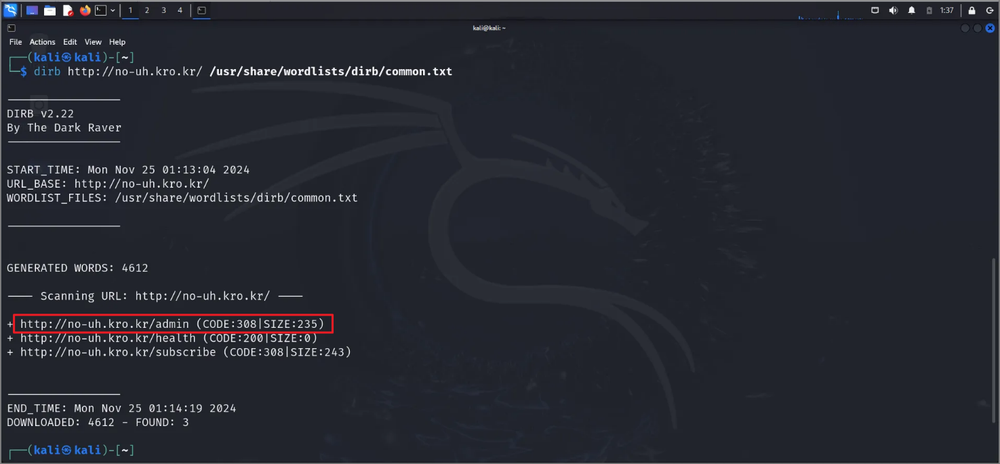 1 2 3 4
1:37
kali@kali: ~
File Actions Edit View Help
┌──(kali㉿kali)-[~]
└─$ dirb http://no-uh.kro.kr/ /usr/share/wordlists/dirb/common.txt
DIRB v2.22
By The Dark Raver
START_TIME: Mon Nov 25 01:13:04 2024
URL_BASE: http://no-uh.kro.kr/
WORDLIST_FILES: /usr/share/wordlists/dirb/common.txt
GENERATED WORDS: 4612
---- Scanning URL: http://no-uh.kro.kr/ ----
+ http://no-uh.kro.kr/admin (CODE:308|SIZE:235)
+ http://no-uh.kro.kr/health (CODE:200|SIZE:0)
+ http://no-uh.kro.kr/subscribe (CODE:308|SIZE:243)
END_TIME: Mon Nov 25 01:14:19 2024
DOWNLOADED: 4612 - FOUND: 3
┌──(kali㉿kali)-[~]